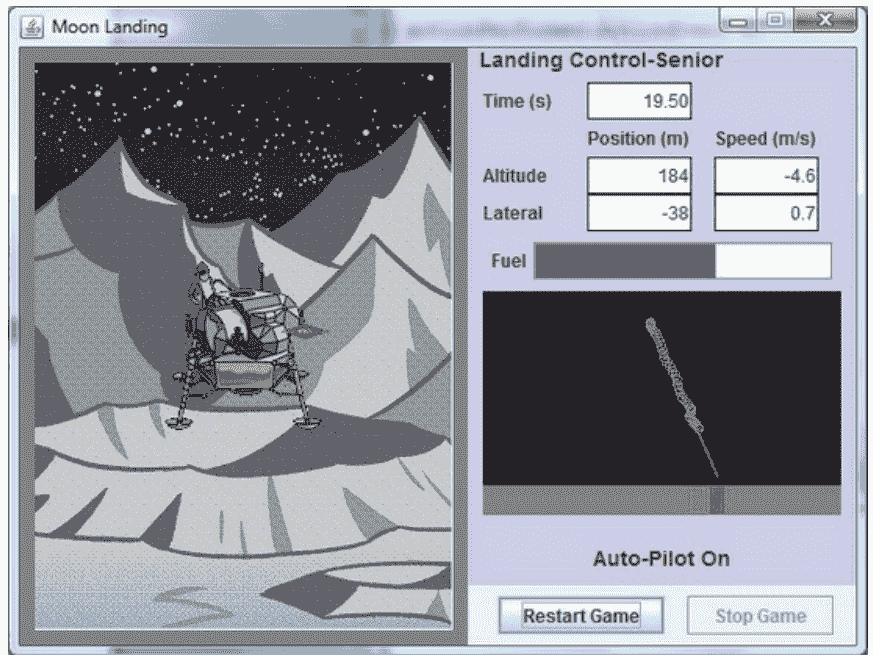 Moon Landing
Landing Control-Senior
Time (s) 19.50
Position (m) Speed (m/s)
Altitude 184 -4.6
Lateral -38 0.7
Fuel
Auto-Pilot On
Restart Game Stop Game